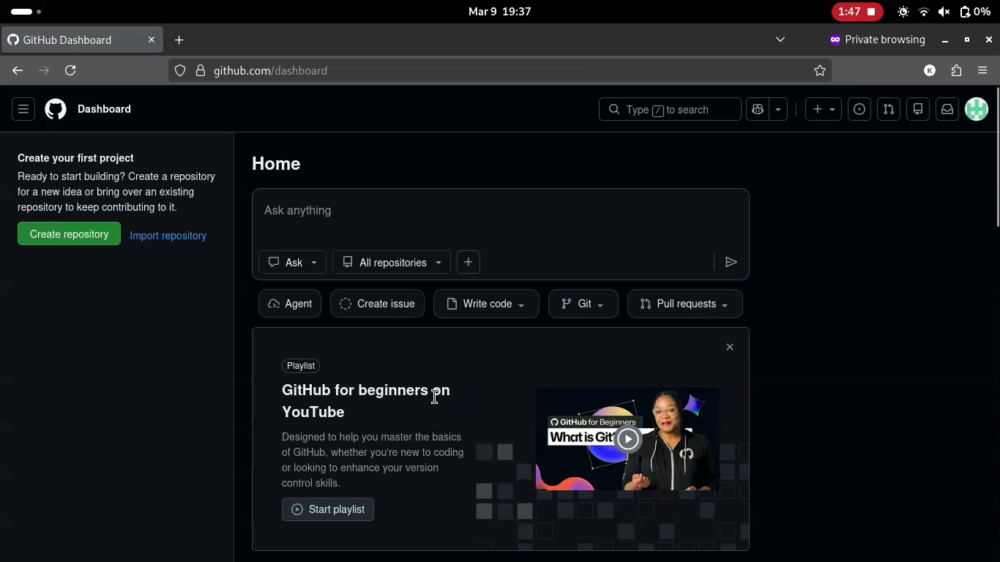 Mar 9 19:37
1:47
0%
GitHub Dashboard
Private browsing
github.com/dashboard
K
Dashboard
Type / to search
Create your first project
Ready to start building? Create a repository
for a new idea or bring over an existing
repository to keep contributing to it.
Create repository
Import repository
Home
Ask anything
Ask
All repositories
Agent
Create issue
Write code
Git
Pull requests
Playlist
GitHub for beginners on
YouTube
Designed to help you master the basics
of GitHub, whether you're new to coding
or looking to enhance your version
control skills.
Start playlist
GitHub for Beginners
What is Git?